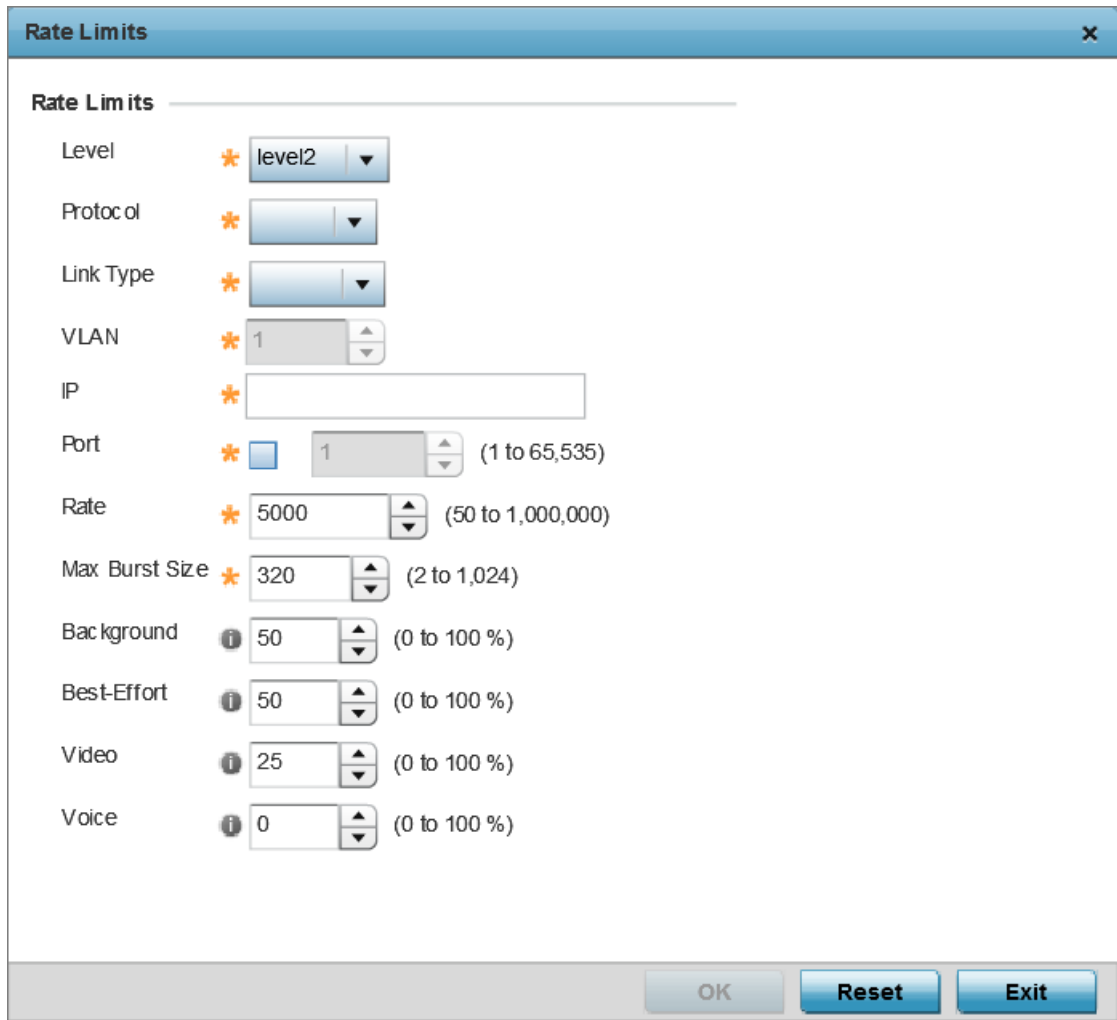 Rate Limits
Rate Limits
Level level2
Protocol
Link Type
VLAN 1
IP
Port 1 (1 to 65,535)
Rate 5000 (50 to 1,000,000)
Max Burst Size 320 (2 to 1,024)
Background 50 (0 to 100 %)
Best-Effort 50 (0 to 100 %)
Video 25 (0 to 100 %)
Voice 0 (0 to 100 %)
OK Reset Exit